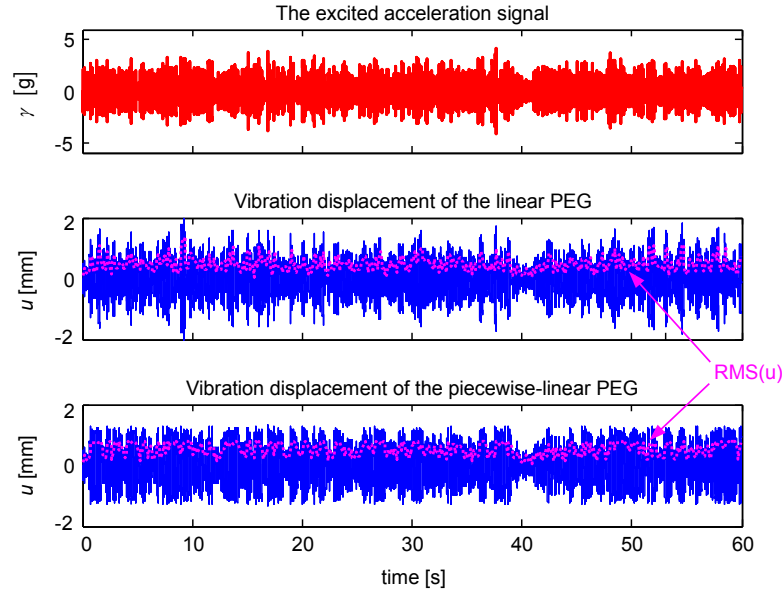 The excited acceleration signal
5
0
-5
γ [g]
Vibration displacement of the linear PEG
2
0
-2
u [mm]
RMS(u)
Vibration displacement of the piecewise-linear PEG
2
0
-2
u [mm]
0 10 20 30 40 50 60
time [s]